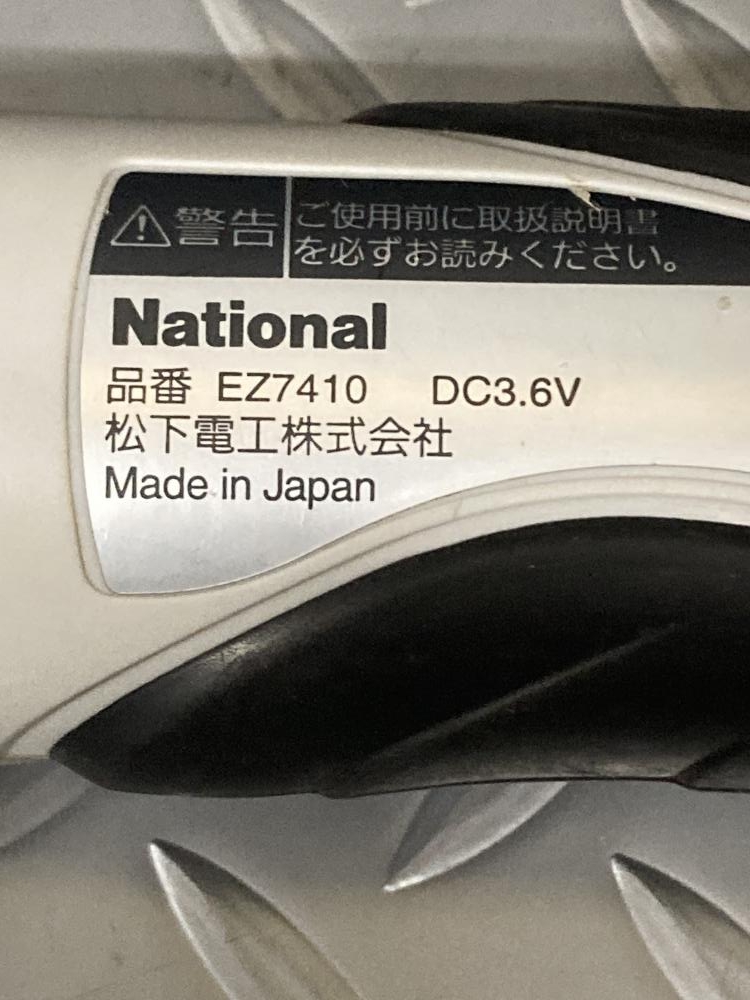 警告
ご使用前に取扱説明書
を必ずお読みください。
National
品番 EZ7410 DC3.6V
松下電工株式会社
Made in Japan